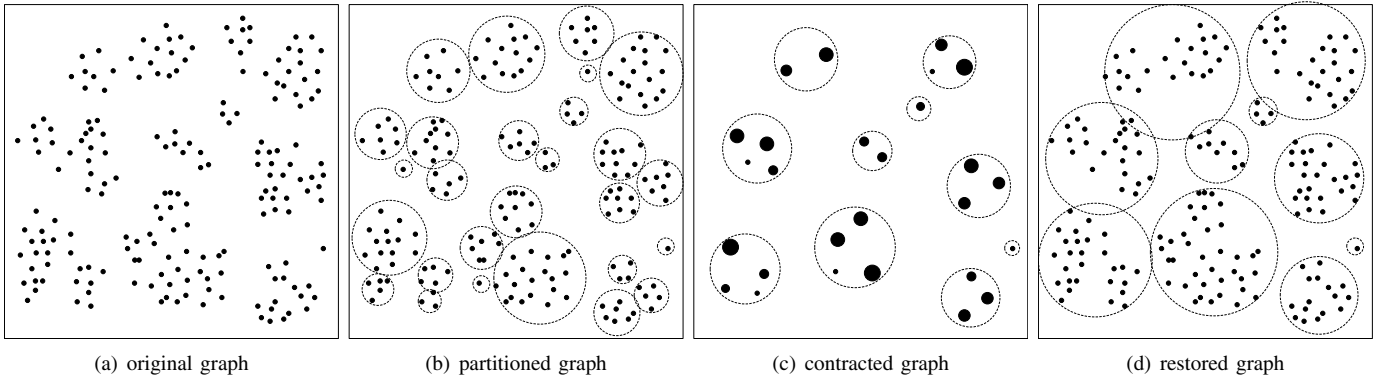 (a) original graph
(b) partitioned graph
(c) contracted graph
(d) restored graph